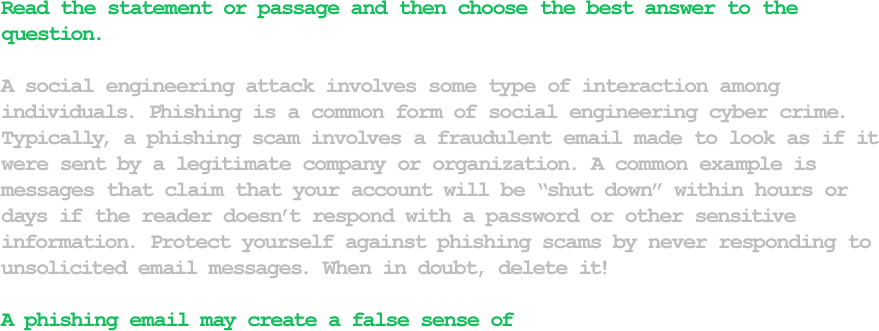 Read the statement or passage and then choose the best answer to the
question.
A social engineering attack involves some type of interaction among
individuals. Phishing is a common form of social engineering cyber crime.
Typically, a phishing scam involves a fraudulent email made to look as if it
were sent by a legitimate company or organization. A common example is
messages that claim that your account will be “shut down” within hours or
days if the reader doesn’t respond with a password or other sensitive
information. Protect yourself against phishing scams by never responding to
unsolicited email messages. When in doubt, delete it!
A phishing email may create a false sense of